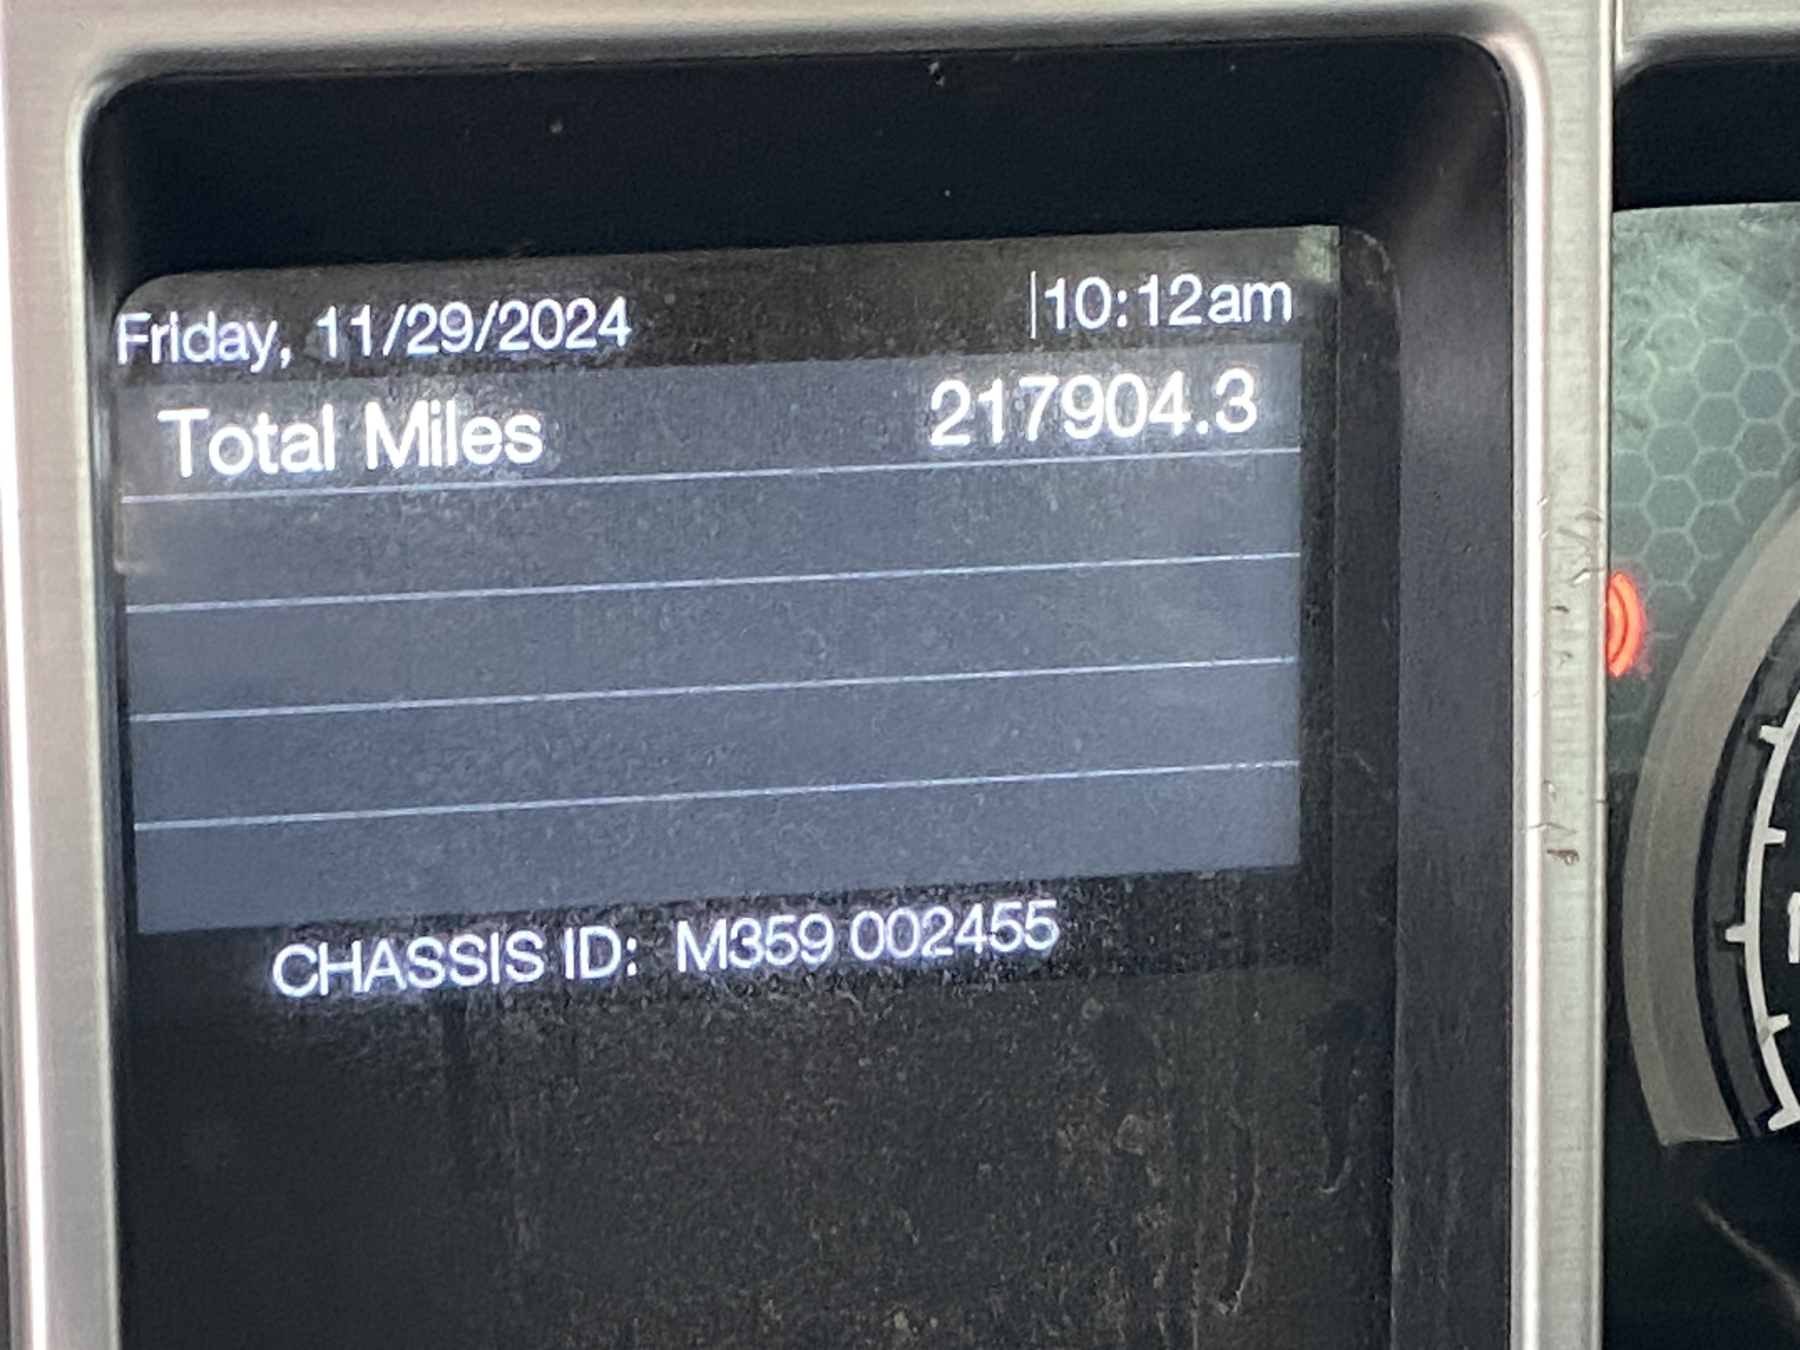 Friday, 11/29/2024 |10:12am
Total Miles 217904.3
CHASSIS ID: M359 002455